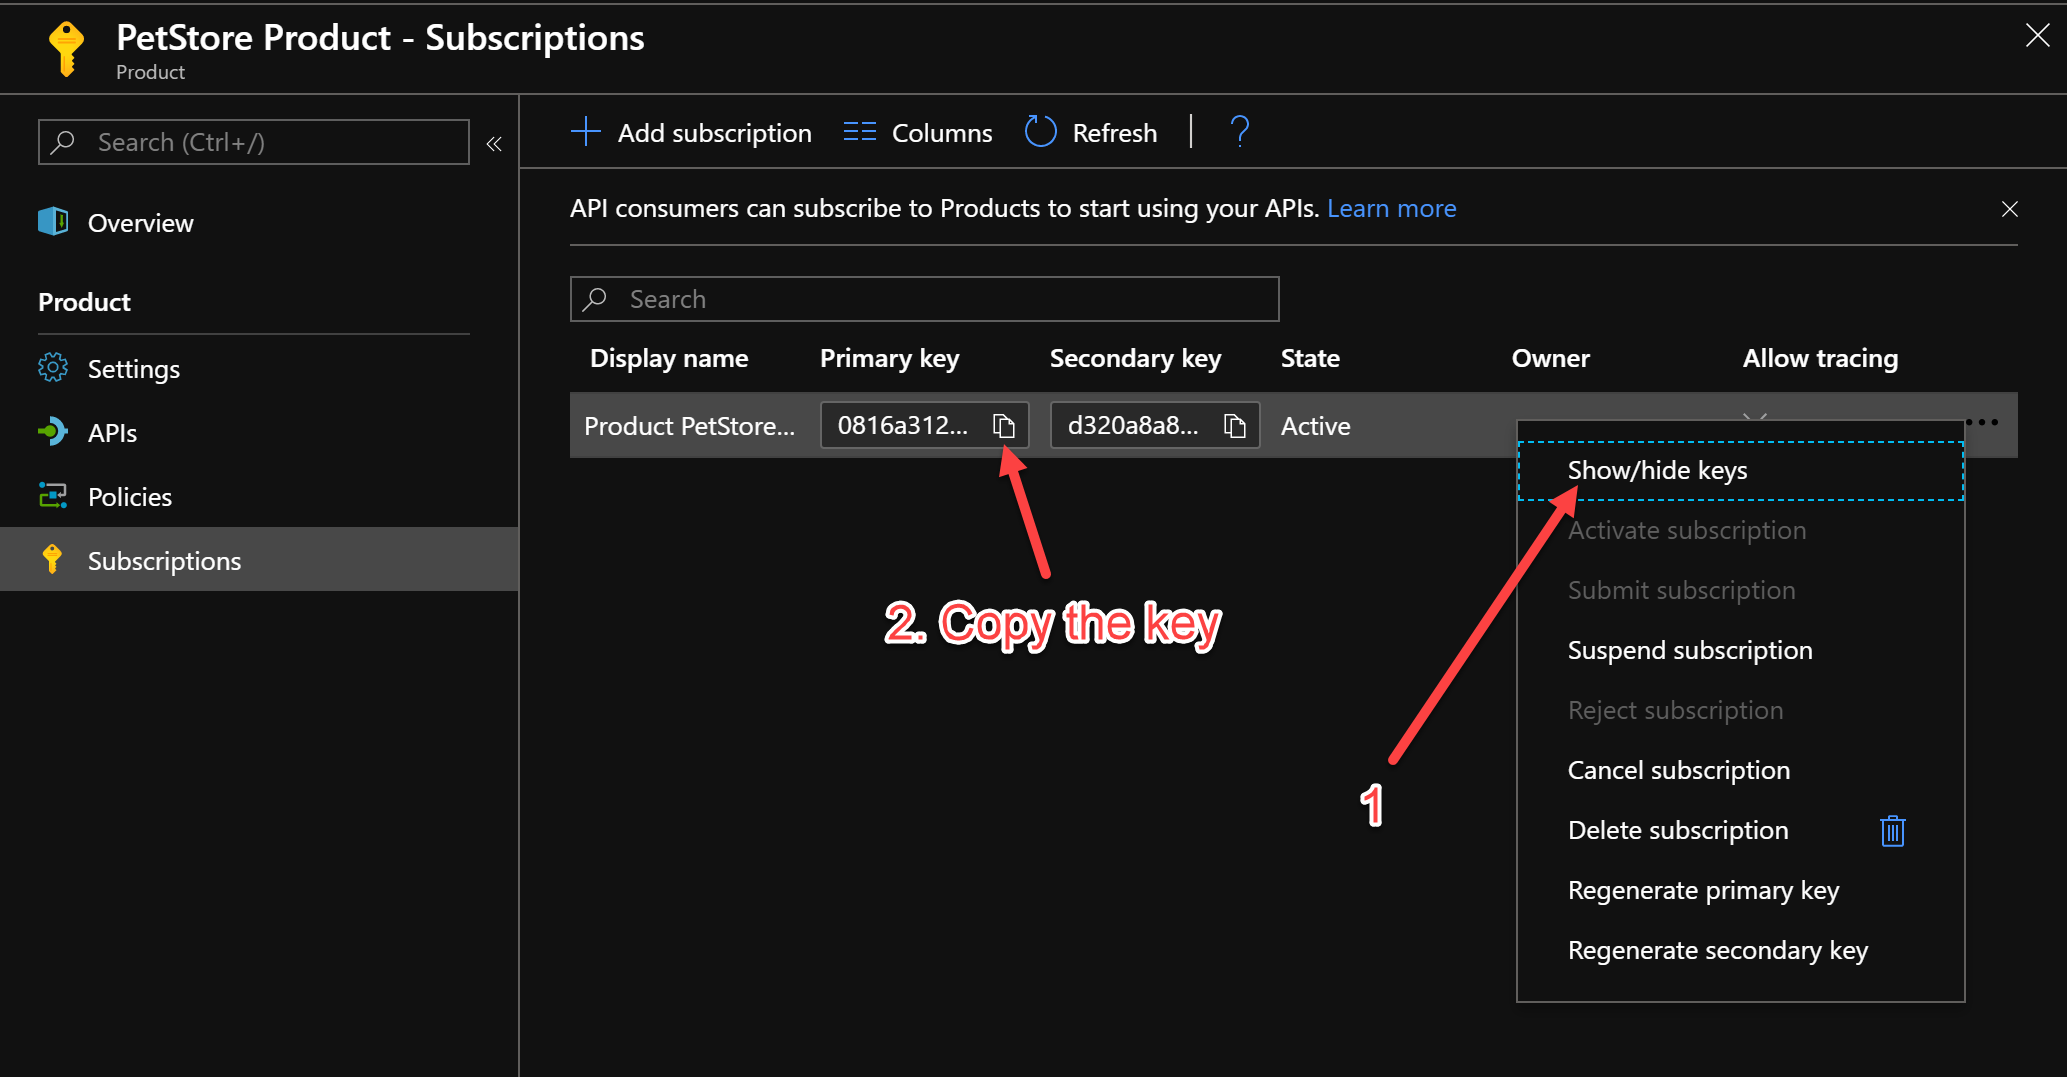 PetStore Product - Subscriptions
Product
Search (Ctrl+/)
«
Overview
Product
Settings
APIs
Policies
Subscriptions
Add subscription
Columns
Refresh
?
API consumers can subscribe to Products to start using your APIs. Learn more
Search
Display name Primary key Secondary key State Owner Allow tracing
Product PetStore... 0816a312... d320a8a8... Active
Show/hide keys
Activate subscription
Submit subscription
Suspend subscription
Reject subscription
Cancel subscription
Delete subscription
Regenerate primary key
Regenerate secondary key
2. Copy the key
1